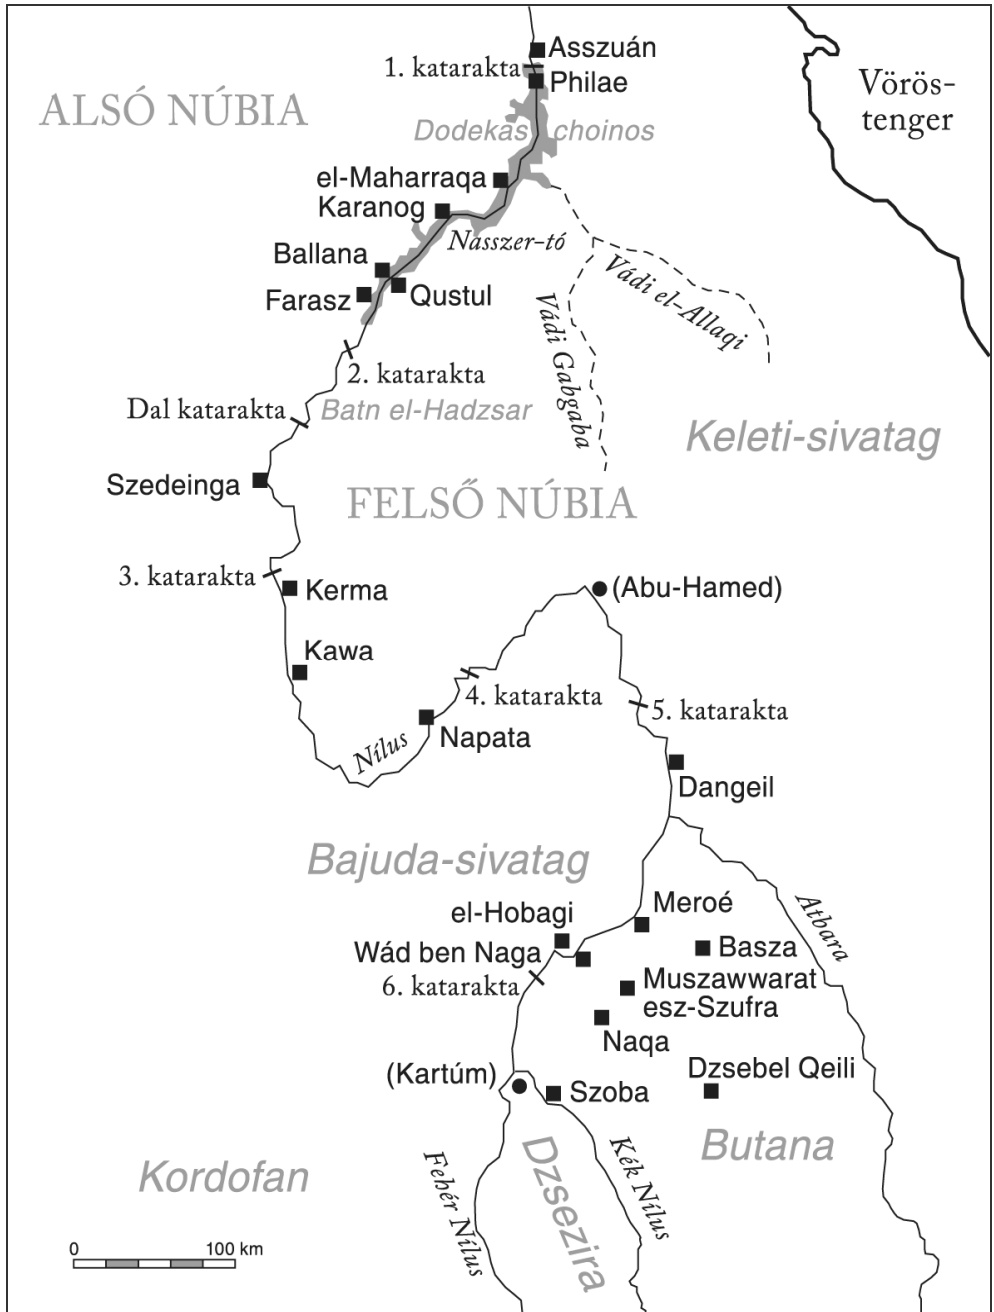 Asszuán
1. katarakta
Philae
Vörös-
tenger
ALSÓ NÚBIA
Dodekas choinos
el-Maharraqa
Karanog
Nasszer-tó
Ballana
Farasz
Qustul
Vádi el-Allaqi
Vádi Gabgaba
2. katarakta
Dal katarakta
Batn el-Hadzsar
Keleti-sivatag
Szedeinga
FELSŐ NÚBIA
3. katarakta
Kerma
(Abu-Hamed)
Kawa
4. katarakta
5. katarakta
Nílus
Napata
Dangeil
Bajuda-sivatag
Meroé
el-Hobagi
Atbara
Basza
Wád ben Naga
6. katarakta
Muszawwarat
esz-Szufra
Naqa
(Kartúm)
Dzsebel Qeili
Szoba
Butana
Kordofan
Fehér Nílus
Dzsezira
Kék Nílus
0
100 km